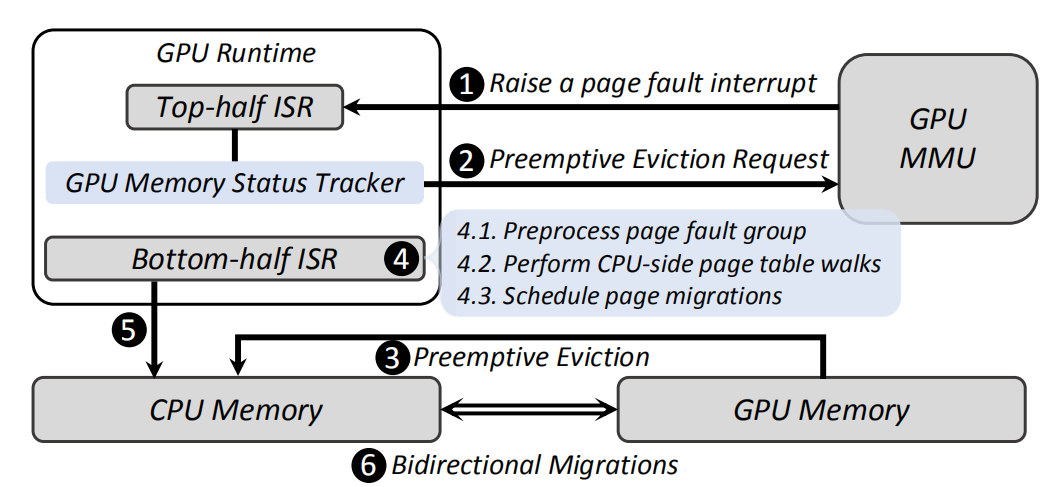 GPU Runtime
Top-half ISR
1 Raise a page fault interrupt
GPU
MMU
2 Preemptive Eviction Request
GPU Memory Status Tracker
Bottom-half ISR 4
4.1. Preprocess page fault group
4.2. Perform CPU-side page table walks
4.3. Schedule page migrations
5
3 Preemptive Eviction
CPU Memory
GPU Memory
6 Bidirectional Migrations